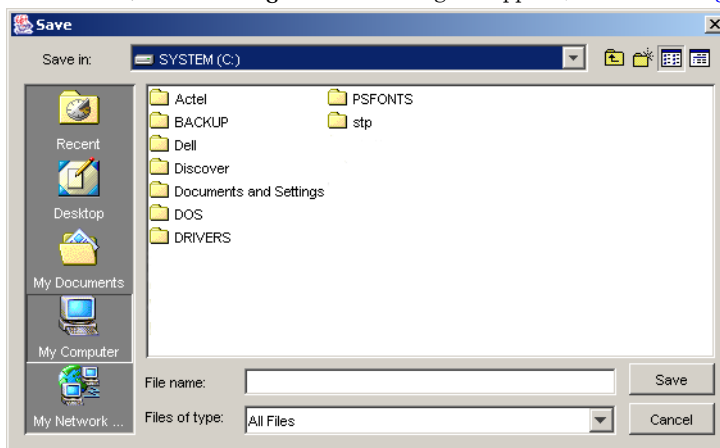 Save
Save in:
SYSTEM (C:)
Recent
Desktop
My Documents
My Computer
My Network ...
Actel
BACKUP
Dell
Discover
Documents and Settings
DOS
DRIVERS
PSFONTS
stp
File name:
Save
Files of type:
All Files
Cancel